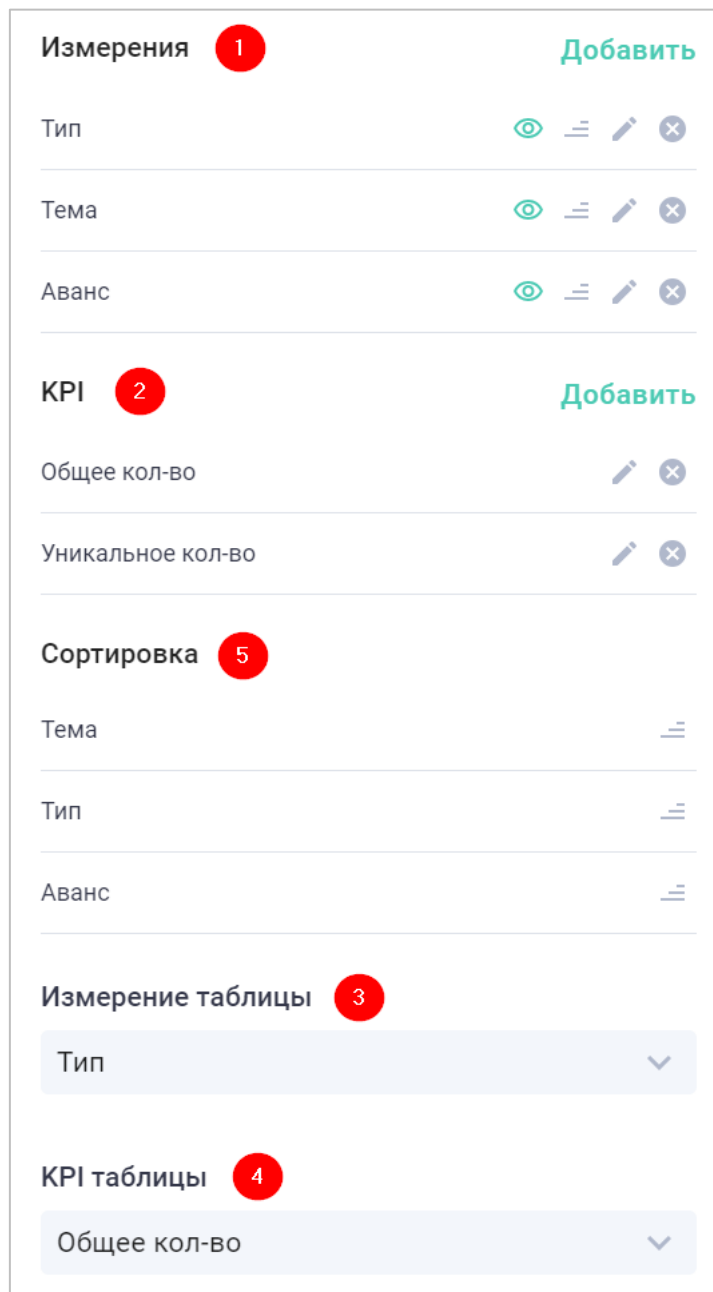 Измерения 1 Добавить
Тип
Тема
Аванс
KPI 2 Добавить
Общее кол-во
Уникальное кол-во
Сортировка 5
Тема
Тип
Аванс
Измерение таблицы 3
Тип
KPI таблицы 4
Общее кол-во